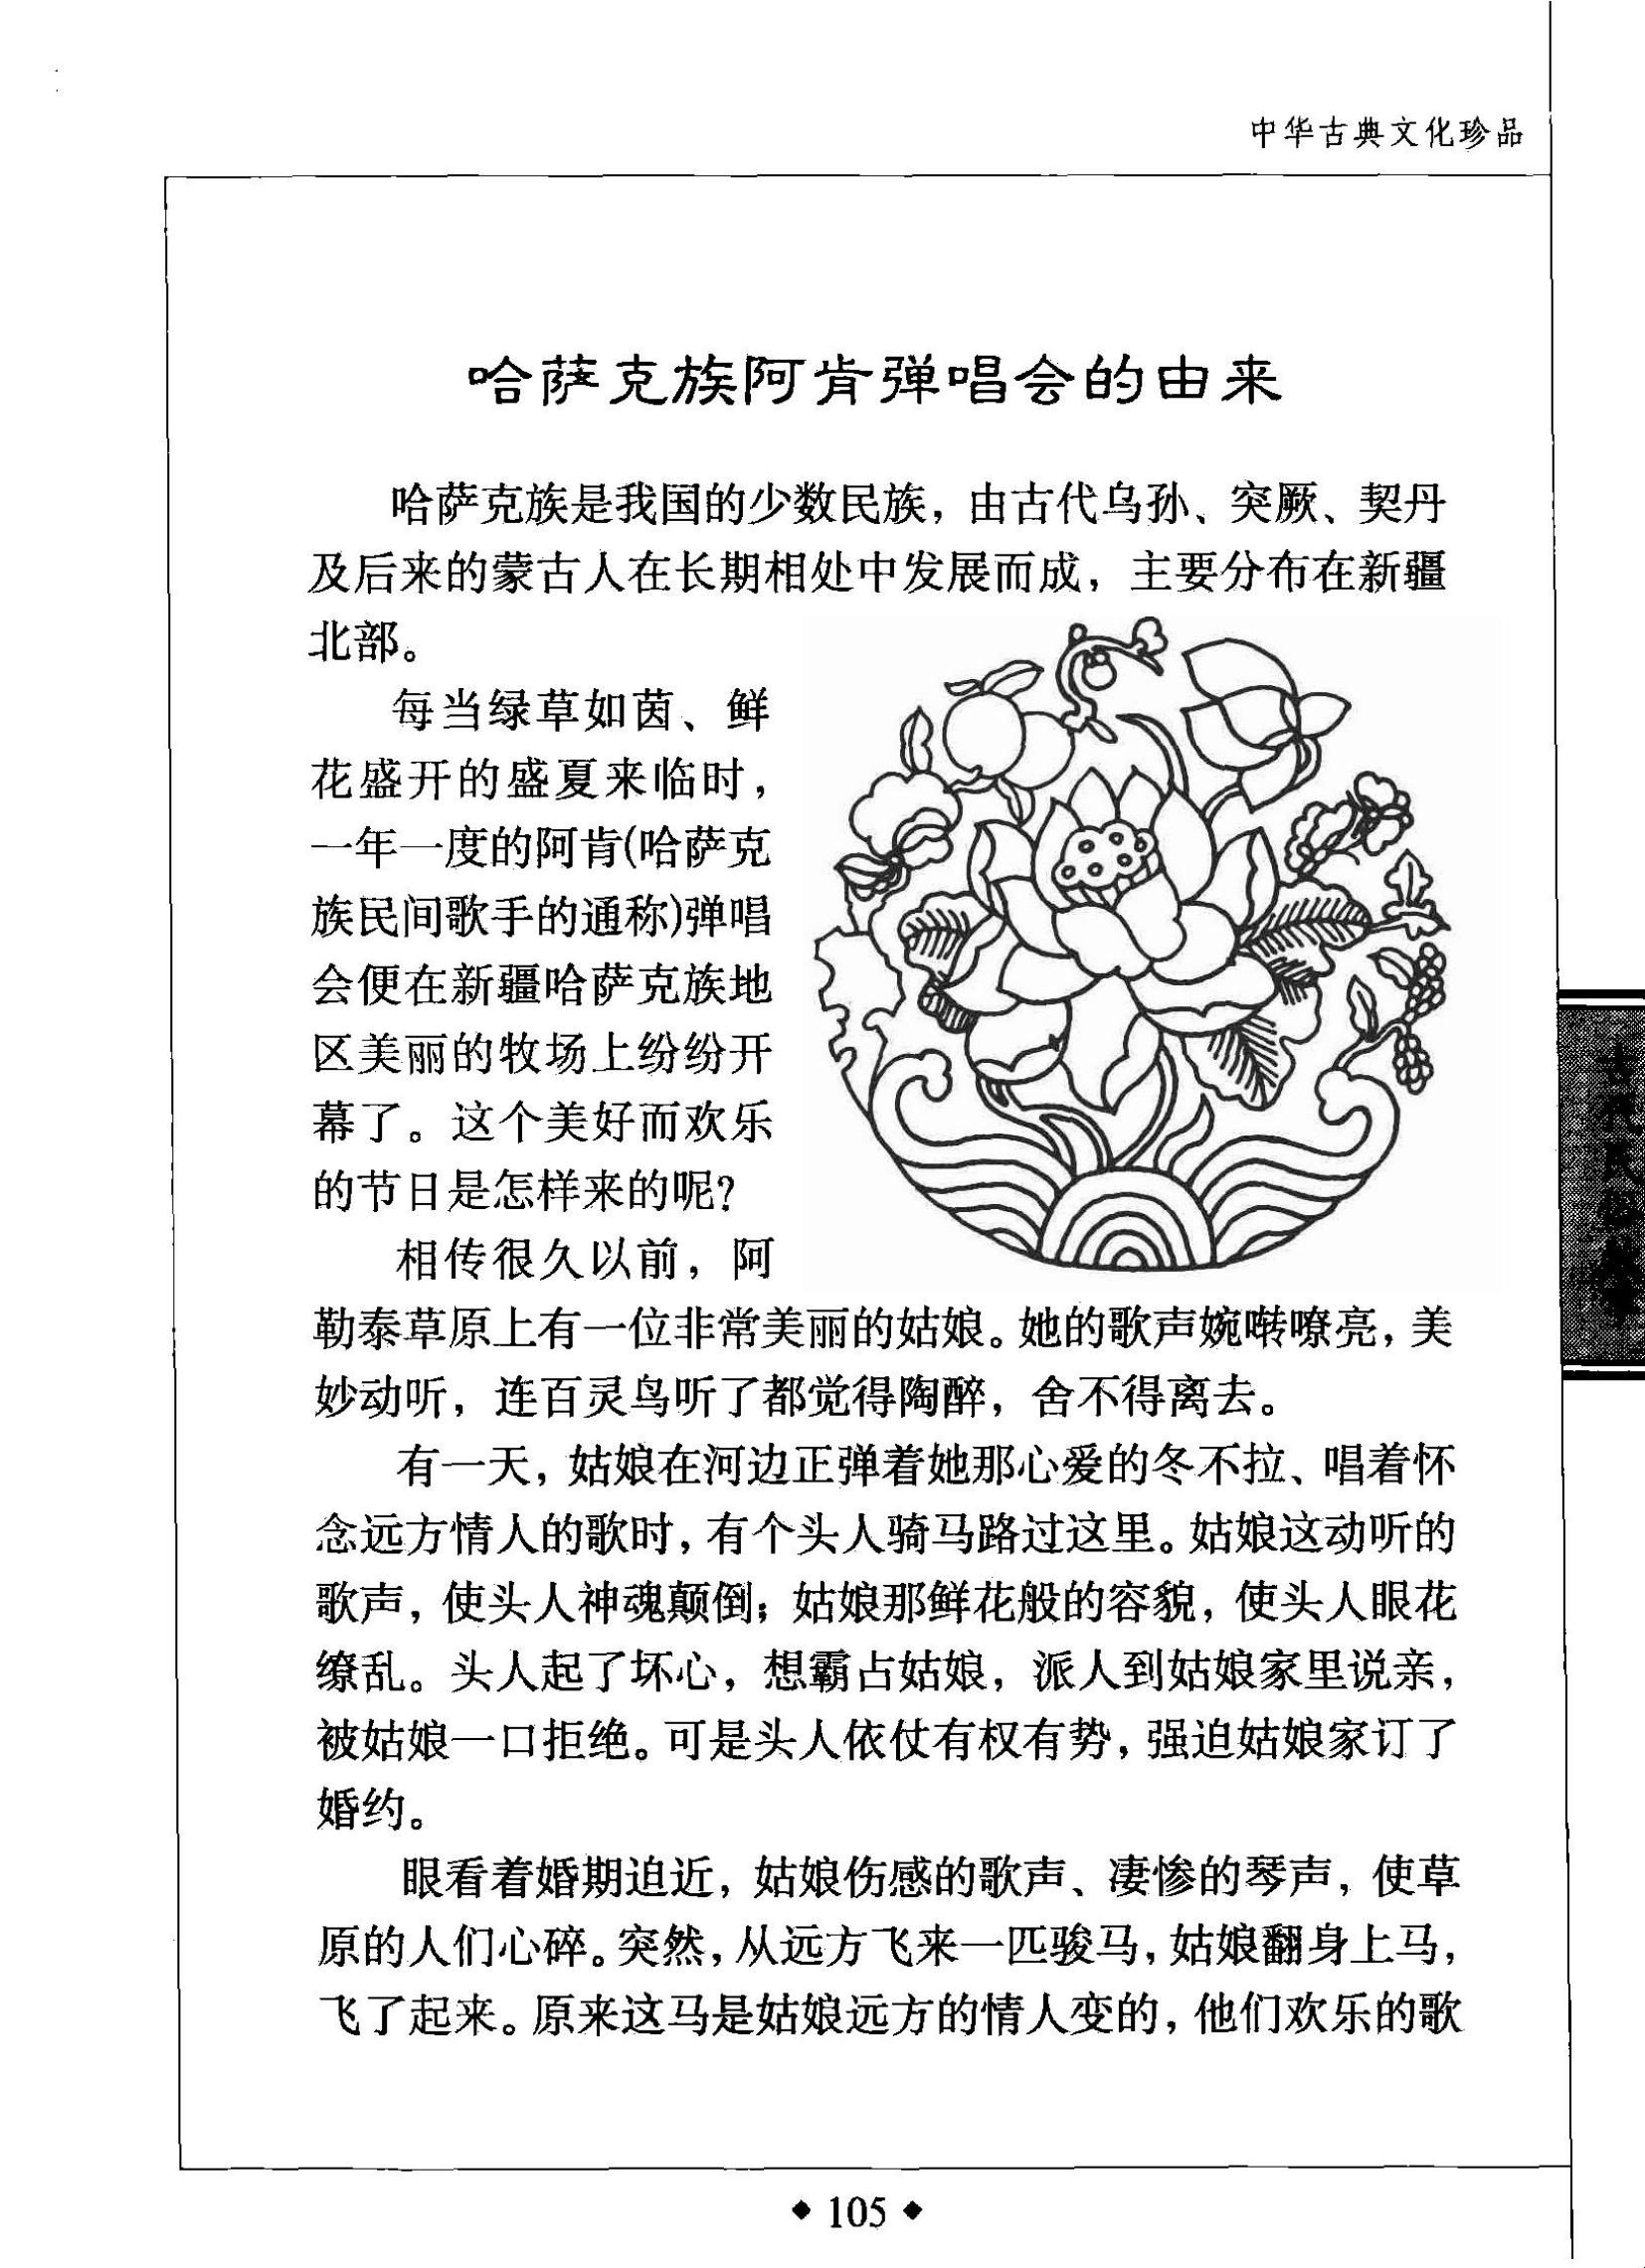 中华古典文化珍品
哈萨克族阿肯弹唱会的由来
哈萨克族是我国的少数民族，由古代乌孙、突厥、契丹
及后来的蒙古人在长期相处中发展而成，主要分布在新疆
北部。
每当绿草如茵、鲜
花盛开的盛夏来临时，
一年一度的阿肯(哈萨克
族民间歌手的通称)弹唱
会便在新疆哈萨克族地
区美丽的牧场上纷纷开
幕了。这个美好而欢乐
的节日是怎样来的呢?
相传很久以前，阿
勒泰草原上有一位非常美丽的姑娘。她的歌声婉啭嘹亮，美
妙动听，连百灵鸟听了都觉得陶醉，舍不得离去。
有一天，姑娘在河边正弹着她那心爱的冬不拉、唱着怀
念远方情人的歌时，有个头人骑马路过这里。姑娘这动听的
歌声，使头人神魂颠倒；姑娘那鲜花般的容貌，使头人眼花
缭乱。头人起了坏心，想霸占姑娘，派人到姑娘家里说亲，
被姑娘一口拒绝。可是头人依仗有权有势，强迫姑娘家订了
婚约。
眼看着婚期迫近，姑娘伤感的歌声、凄惨的琴声，使草
原的人们心碎。突然，从远方飞来一匹骏马，姑娘翻身上马，
飞了起来。原来这马是姑娘远方的情人变的，他们欢乐的歌
古代民俗
◆ 105 ◆